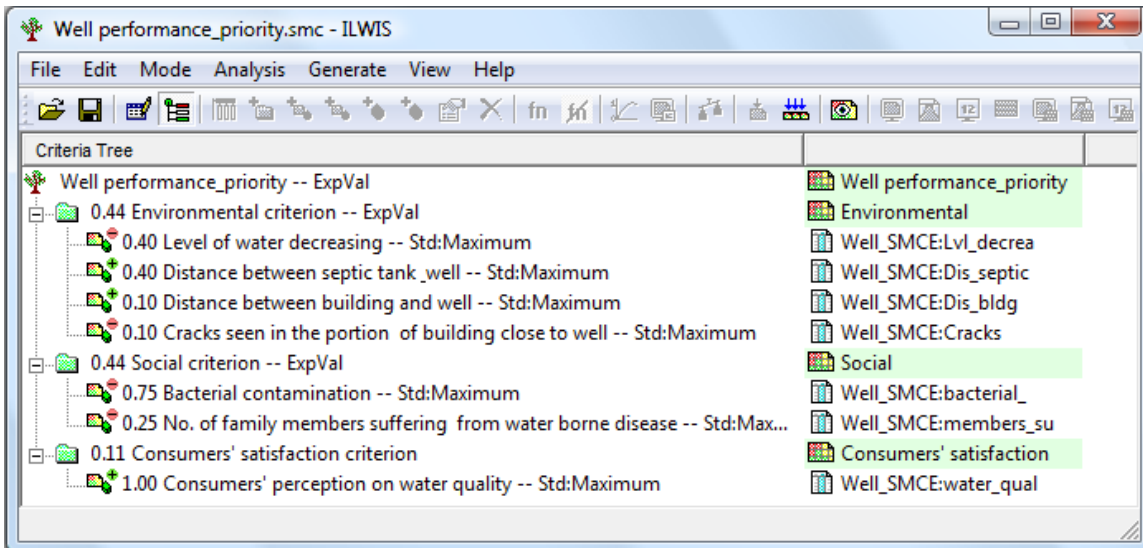 Well performance_priority.smc - ILWIS
File Edit Mode Analysis Generate View Help
fn fn 12 12
Criteria Tree
Well performance_priority -- ExpVal Well performance_priority
0.44 Environmental criterion -- ExpVal Environmental
0.40 Level of water decreasing -- Std:Maximum Well_SMCE:Lvl_decrea
0.40 Distance between septic tank _well -- Std:Maximum Well_SMCE:Dis_septic
0.10 Distance between building and well -- Std:Maximum Well_SMCE:Dis_bldg
0.10 Cracks seen in the portion of building close to well -- Std:Maximum Well_SMCE:Cracks
0.44 Social criterion -- ExpVal Social
0.75 Bacterial contamination -- Std:Maximum Well_SMCE:bacterial_
0.25 No. of family members suffering from water borne disease -- Std:Max... Well_SMCE:members_su
0.11 Consumers' satisfaction criterion Consumers' satisfaction
1.00 Consumers' perception on water quality -- Std:Maximum Well_SMCE:water_qual